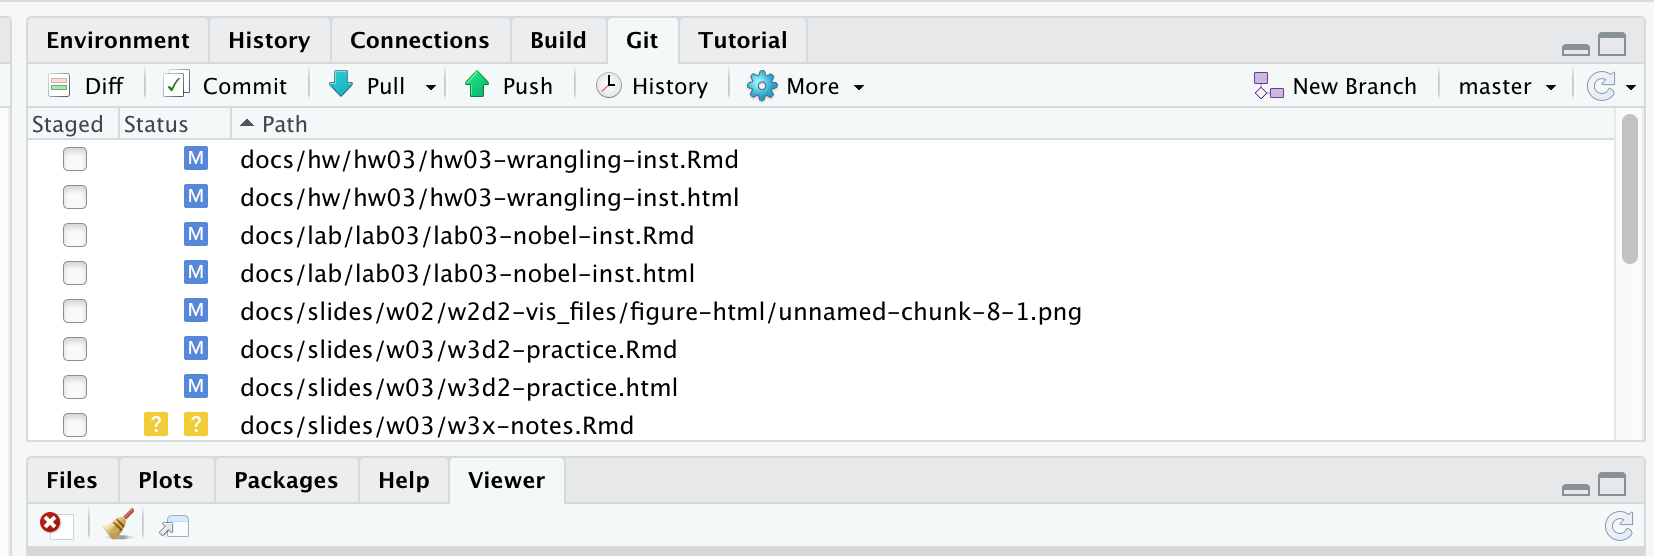 Environment History Connections Build Git Tutorial
Diff Commit Pull Push History More New Branch master
Staged Status Path
M docs/hw/hw03/hw03-wrangling-inst.Rmd
M docs/hw/hw03/hw03-wrangling-inst.html
M docs/lab/lab03/lab03-nobel-inst.Rmd
M docs/lab/lab03/lab03-nobel-inst.html
M docs/slides/w02/w2d2-vis_files/figure-html/unnamed-chunk-8-1.png
M docs/slides/w03/w3d2-practice.Rmd
M docs/slides/w03/w3d2-practice.html
? ? docs/slides/w03/w3x-notes.Rmd
Files Plots Packages Help Viewer